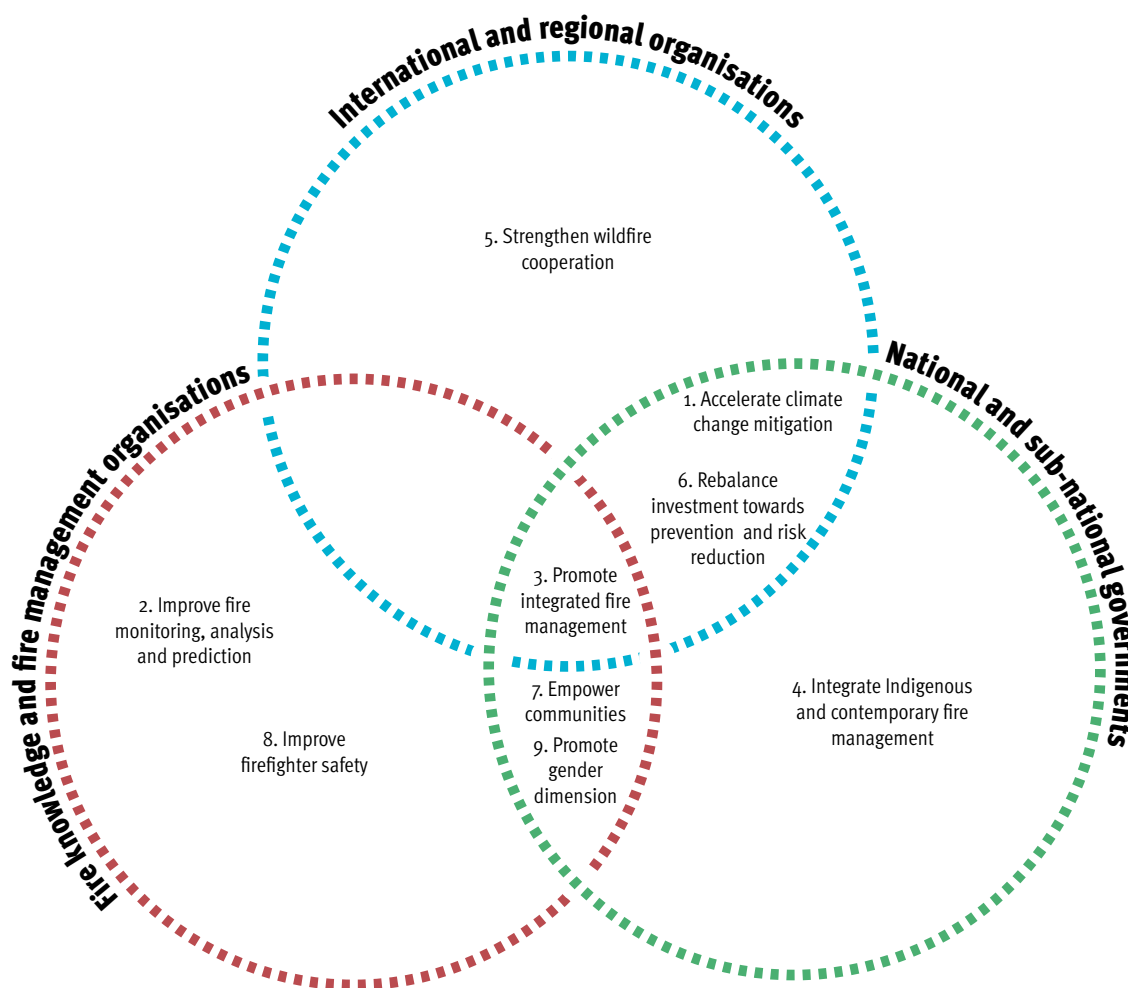 International and regional organisations
5. Strengthen wildfire
cooperation
National and sub-national governments
1. Accelerate climate
change mitigation
6. Rebalance
investment towards
prevention and risk
reduction
Fire knowledge and fire management organisations
3. Promote
integrated fire
management
2. Improve fire
monitoring, analysis
and prediction
7. Empower
communities
4. Integrate Indigenous
and contemporary fire
management
8. Improve
firefighter safety
9. Promote
gender
dimension